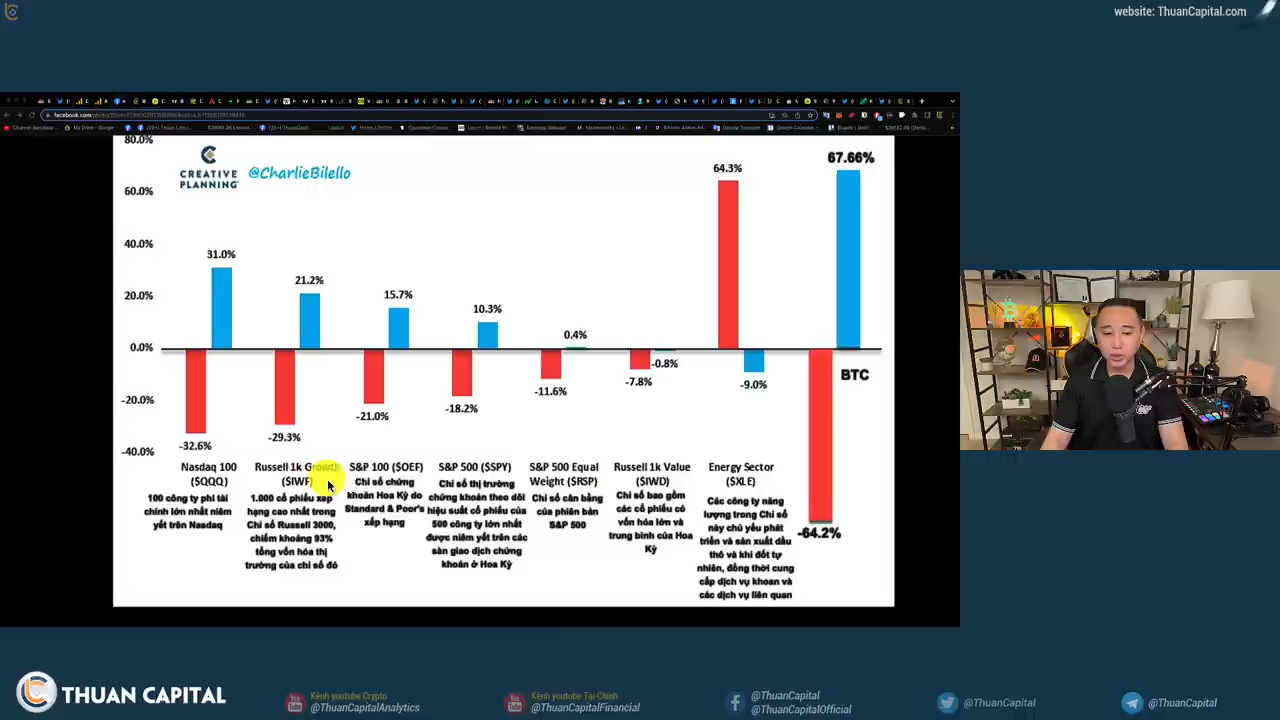 website: ThuanCapital.com
80.0%
67.66%
CREATIVE
PLANNING
@CharlieBilello
64.3%
60.0%
40.0%
31.0%
21.2%
20.0%
15.7%
10.3%
0.4%
0.0%
-0.8%
-7.8%
-9.0%
BTC
-11.6%
-20.0%
-21.0%
-18.2%
-29.3%
-32.6%
-40.0%
Nasdaq 100
($QQQ)
100 công ty phi tài
chính lớn nhất niêm
yết trên Nasdaq
Russell 1k Growth
($IWF)
1.000 cổ phiếu xếp
hạng cao nhất trong
Chỉ số Russell 3000,
chiếm khoảng 93%
tổng vốn hóa thị
trường của chỉ số đó
S&P 100 ($OEF)
Chỉ số chứng
khoán Hoa Kỳ do
Standard & Poor's
xếp hạng
S&P 500 ($SPY)
Chỉ số thị trường
chứng khoán theo dõi
hiệu suất cổ phiếu của
500 công ty lớn nhất
được niêm yết trên các
sàn giao dịch chứng
khoán ở Hoa Kỳ
S&P 500 Equal
Weight ($RSP)
Chỉ số cân bằng
của phiên bản
S&P 500
Russell 1k Value
($IWD)
Chỉ số bao gồm
các cổ phiếu có
vốn hóa lớn và
trung bình của Hoa
Kỳ
Energy Sector
($XLE)
Các công ty năng
lượng trong Chỉ số
này chủ yếu phát
triển và sản xuất dầu
thô và khí đốt tự
nhiên, đồng thời cung
cấp dịch vụ khoan và
các dịch vụ liên quan
-64.2%
THUAN CAPITAL
Kênh youtube Crypto
@ThuanCapitalAnalytics
Kênh youtube Tài Chính
@ThuanCapitalFinancial
@ThuanCapital
@ThuanCapitalOfficial
@ThuanCapital
@ThuanCapital